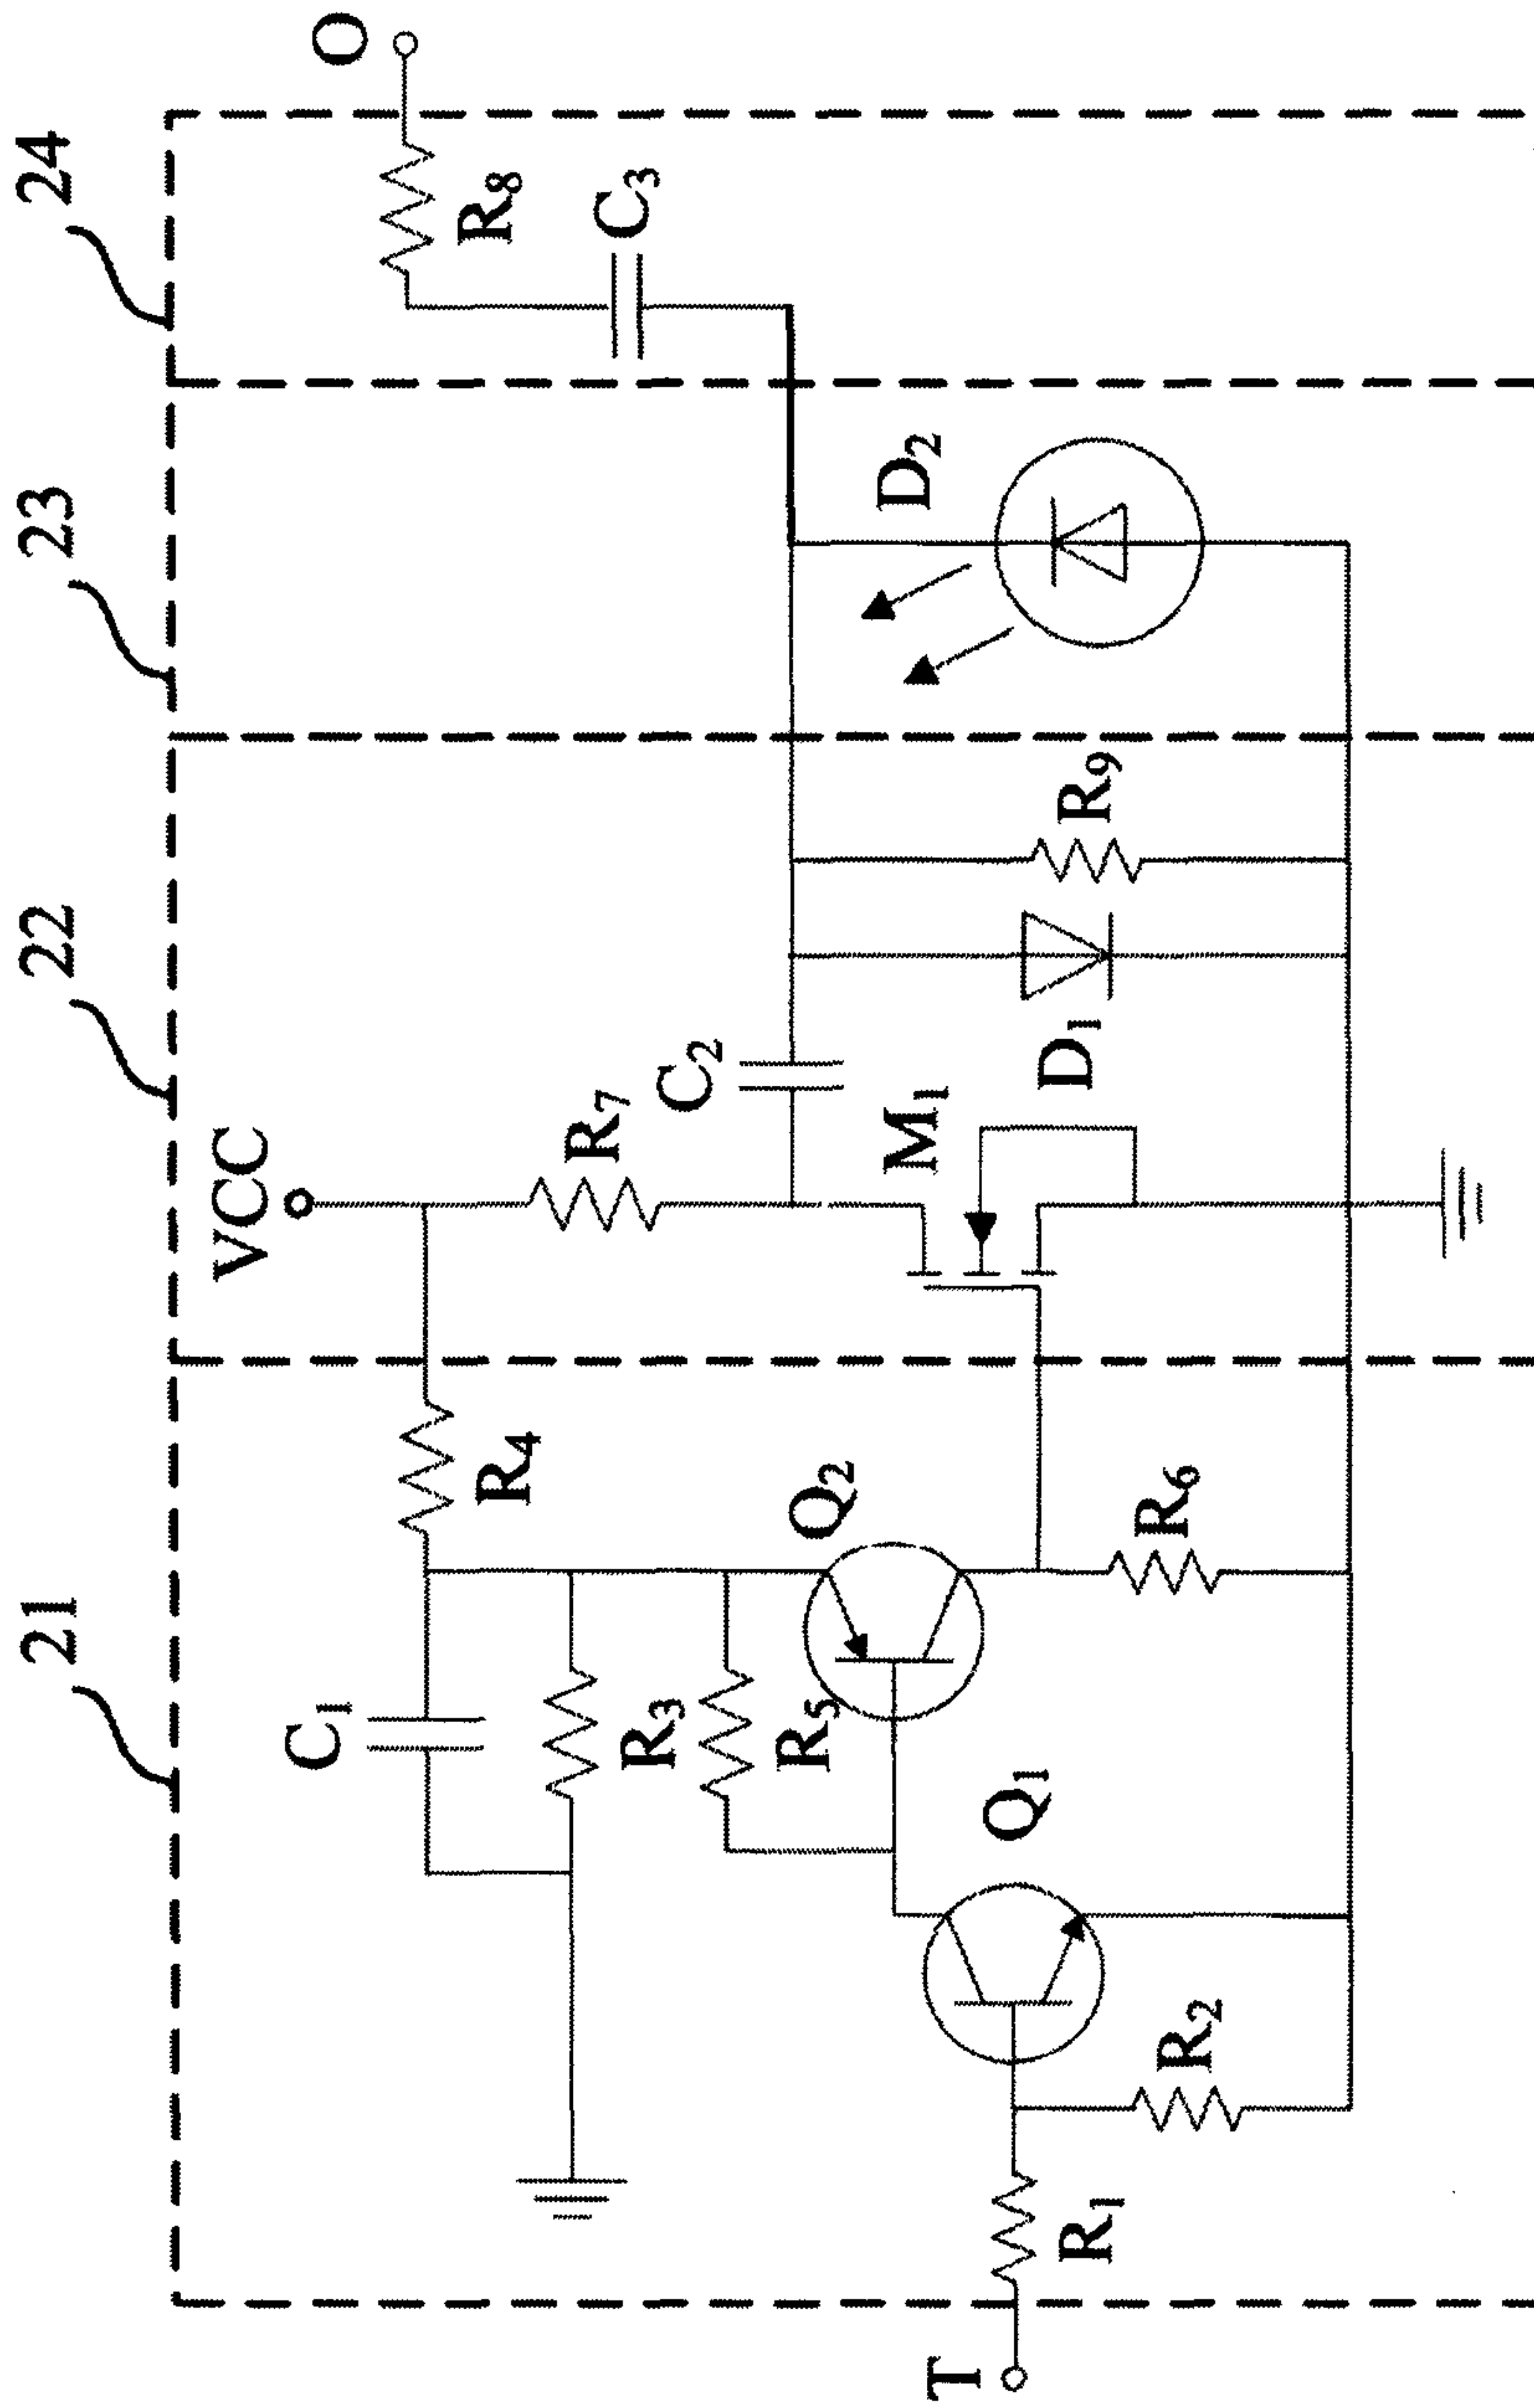 21
22
23
24
VCC
O
C₁
R₄
R₇
R₈
R₃
C₃
R₅
C₂
Q₂
D₂
Q₁
M₁
T
R₁
R₂
R₆
D₁
R₉